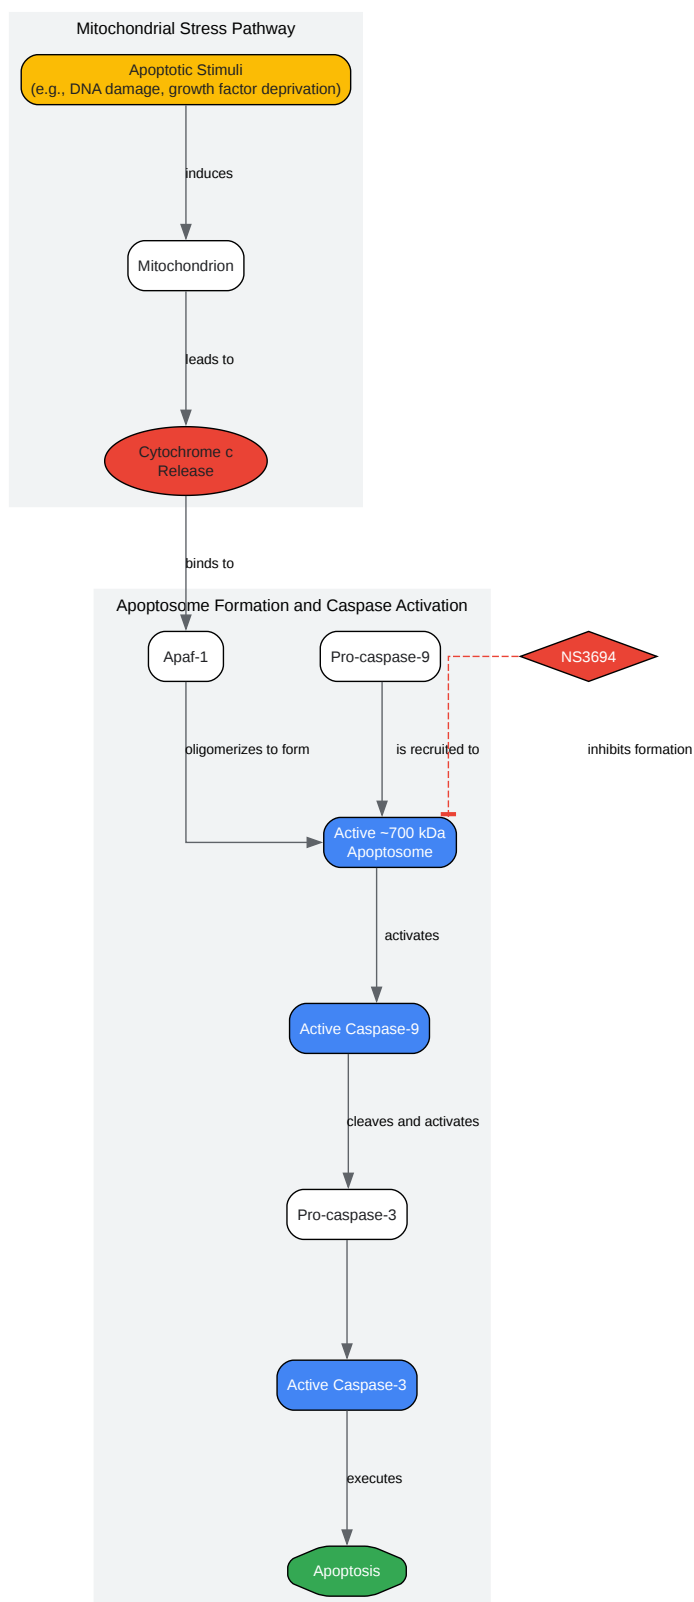 Mitochondrial Stress Pathway
Apoptotic Stimuli
(e.g., DNA damage, growth factor deprivation)
induces
Mitochondrion
leads to
Cytochrome c
Release
binds to
Apoptosome Formation and Caspase Activation
Apaf-1
Pro-caspase-9
NS3694
oligomerizes to form
is recruited to
inhibits formation
Active ~700 kDa
Apoptosome
activates
Active Caspase-9
cleaves and activates
Pro-caspase-3
Active Caspase-3
executes
Apoptosis